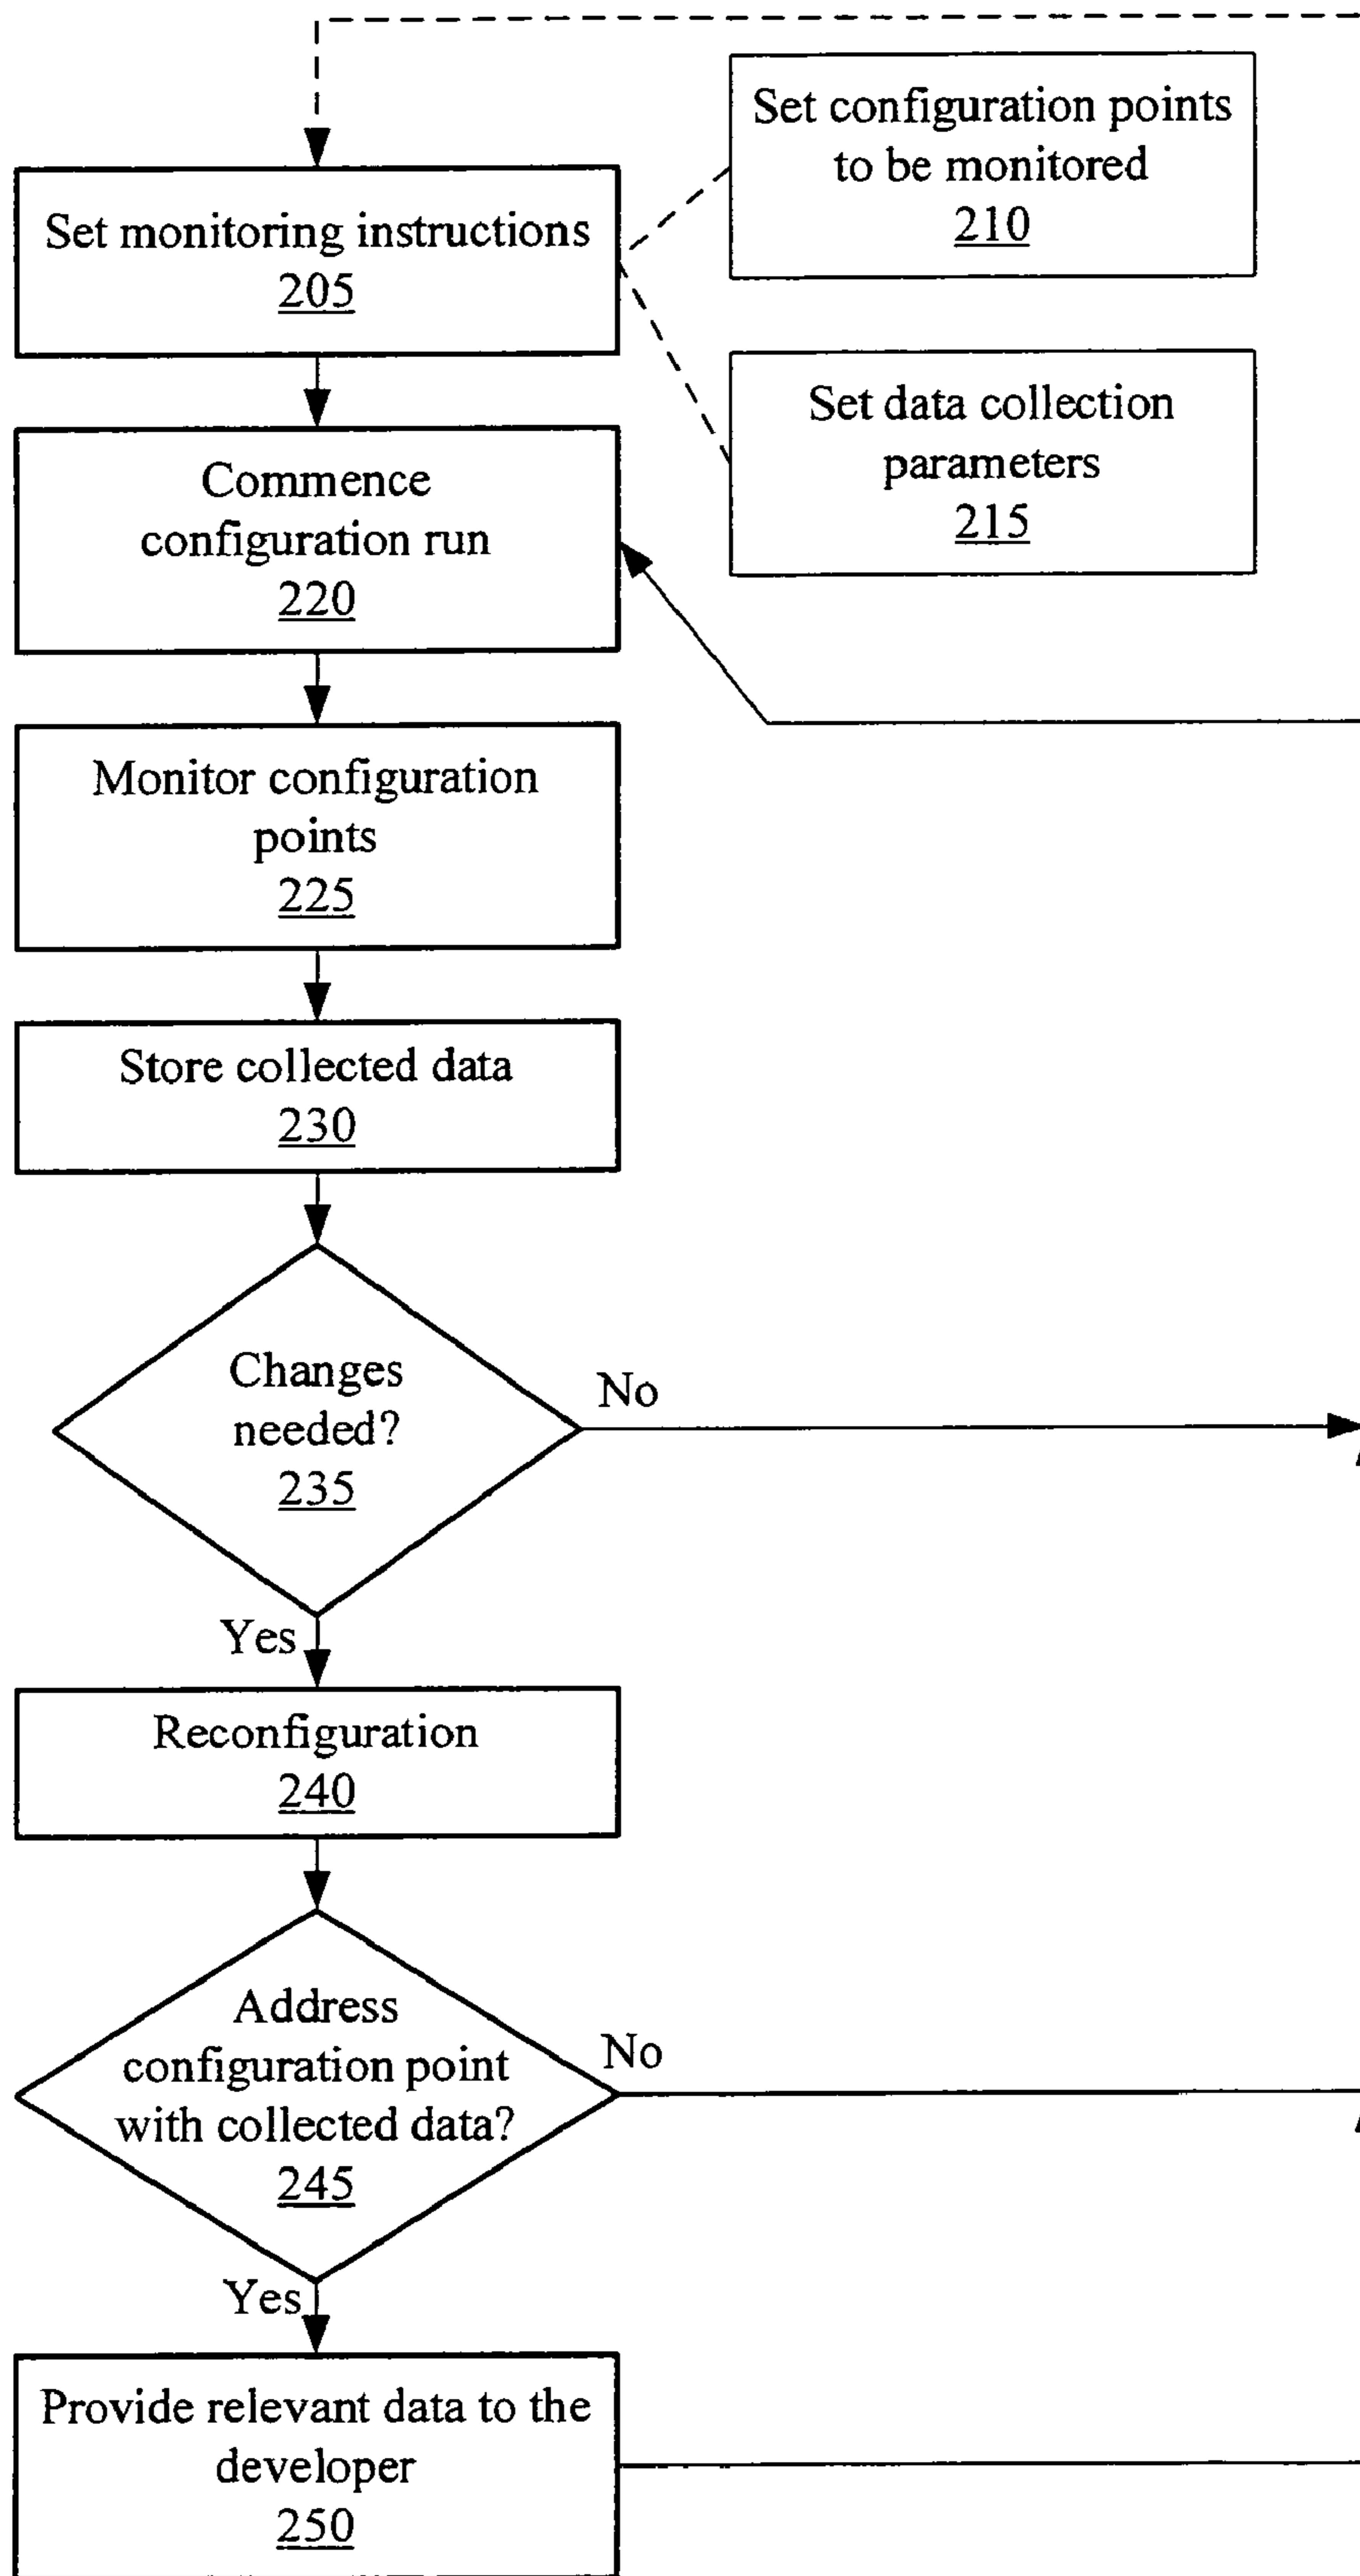 Set configuration points
to be monitored
210
Set monitoring instructions
205
Set data collection
parameters
215
Commence
configuration run
220
Monitor configuration
points
225
Store collected data
230
Changes
needed?
235
No
Yes
Reconfiguration
240
Address
configuration point
with collected data?
245
No
Yes
Provide relevant data to the
developer
250